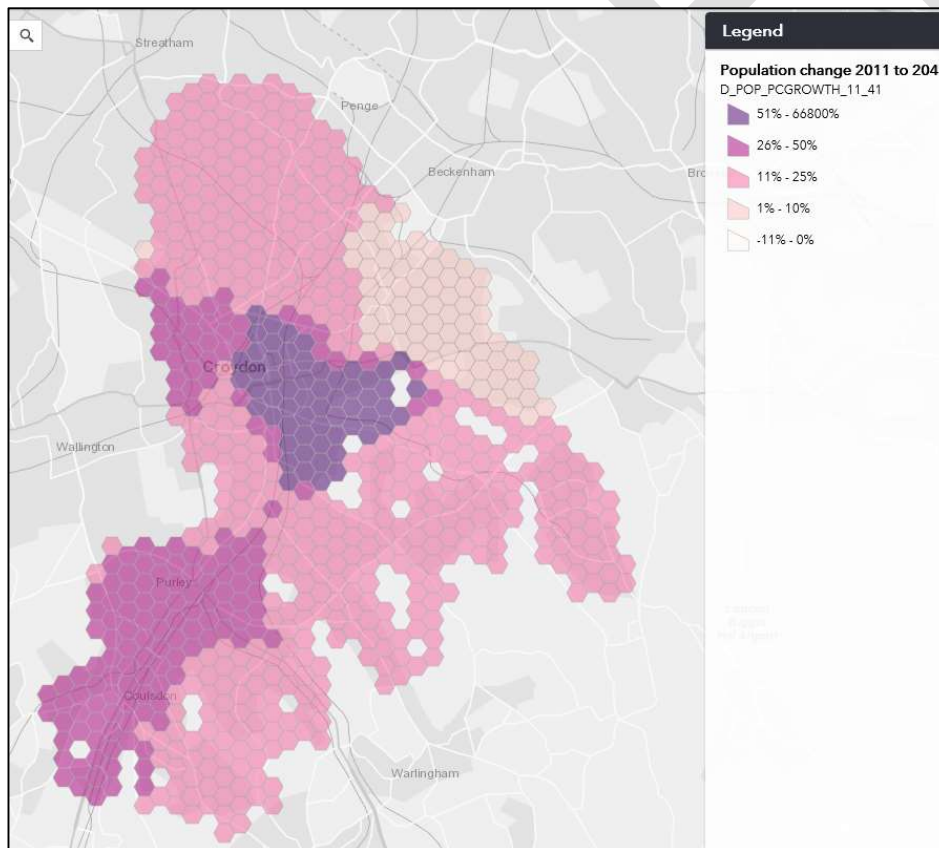 Streatham
Penge
Beckenham
Bro
Croydon
Wallington
Purley
Coulsdon
Warlingham
Legend
Population change 2011 to 204
D_POP_PCGROWTH_11_41
51% - 66800%
26% - 50%
11% - 25%
1% - 10%
-11% - 0%